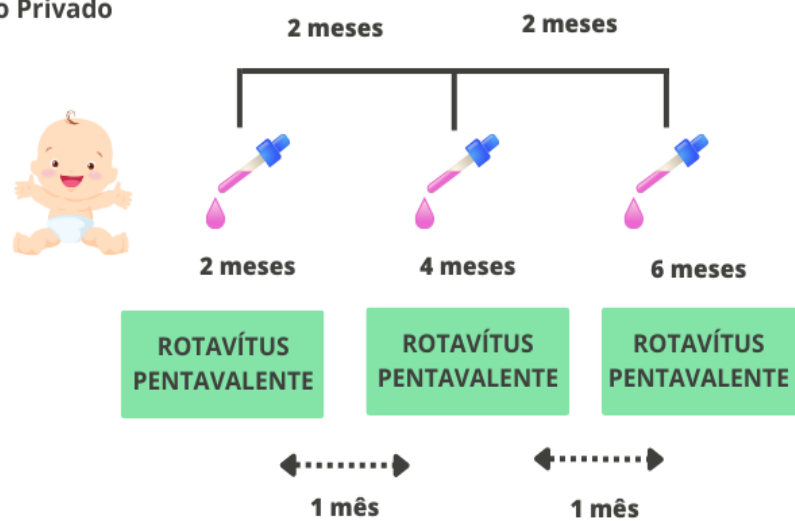 o Privado
2 meses
2 meses
2 meses
4 meses
6 meses
ROTAVÍTUS
PENTAVALENTE
ROTAVÍTUS
PENTAVALENTE
ROTAVÍTUS
PENTAVALENTE
1 mês
1 mês